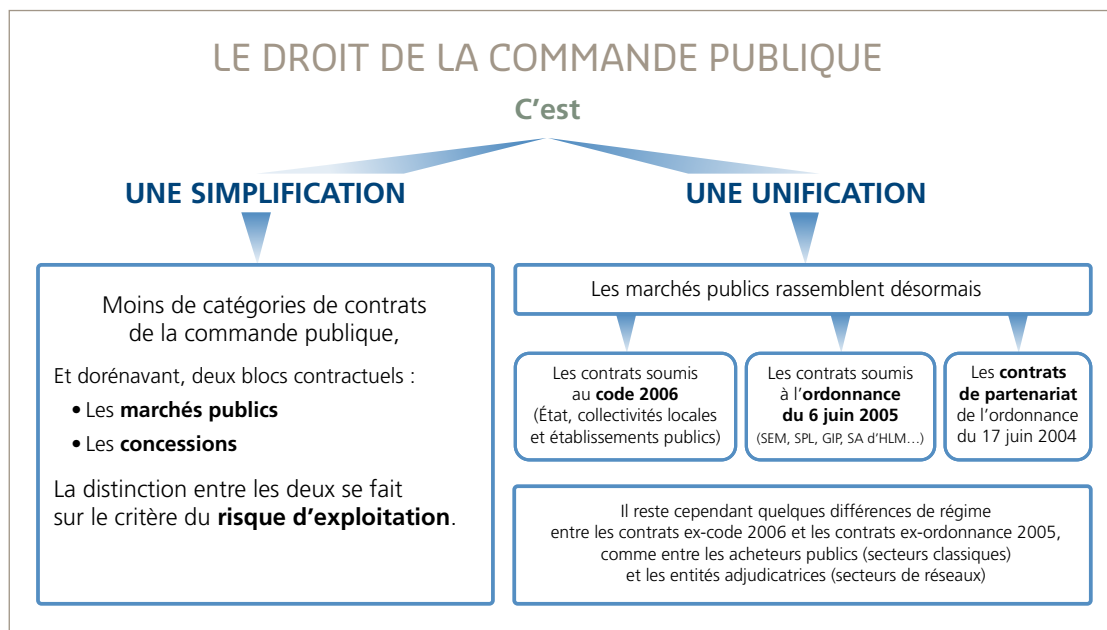 LE DROIT DE LA COMMANDE PUBLIQUE
C'est
UNE SIMPLIFICATION
Moins de catégories de contrats
de la commande publique,
Et dorénavant, deux blocs contractuels :
• Les marchés publics
• Les concessions
La distinction entre les deux se fait
sur le critère du risque d'exploitation.
UNE UNIFICATION
Les marchés publics rassemblent désormais
Les contrats soumis
au code 2006
(État, collectivités locales
et établissements publics)
Les contrats soumis
à l'ordonnance
du 6 juin 2005
(SEM, SPL, GIP, SA d'HLM…)
Les contrats
de partenariat
de l'ordonnance
du 17 juin 2004
Il reste cependant quelques différences de régime
entre les contrats ex-code 2006 et les contrats ex-ordonnance 2005,
comme entre les acheteurs publics (secteurs classiques)
et les entités adjudicatrices (secteurs de réseaux)